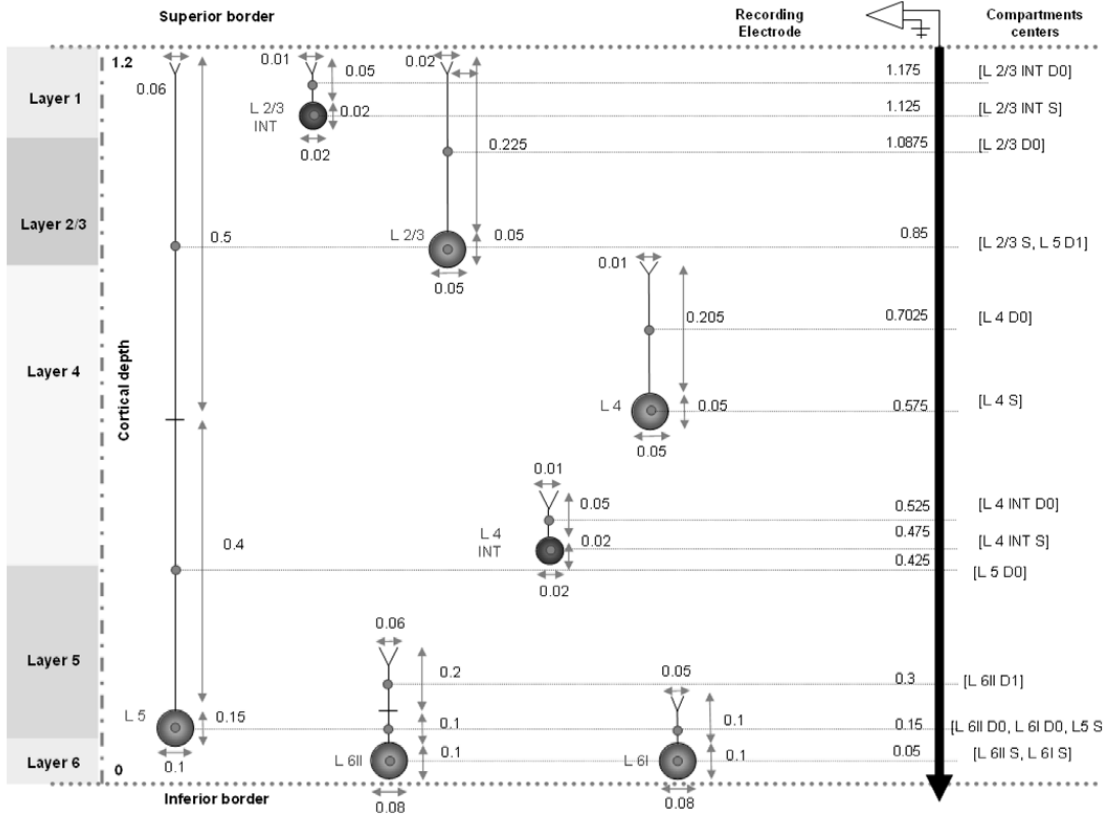 Superior border
Recording
Electrode
Compartments
centers
1.2
0.06
0.01
0.05
0.02
1.175
[L 2/3 INT D0]
Layer 1
L 2/3
INT
0.02
1.125
[L 2/3 INT S]
0.02
0.225
1.0875
[L 2/3 D0]
Layer 2/3
0.5
L 2/3
0.05
0.85
[L 2/3 S, L 5 D1]
0.05
0.01
0.205
0.7025
[L 4 D0]
Layer 4
Cortical depth
L 4
0.05
0.575
[L 4 S]
0.05
0.01
0.05
0.525
[L 4 INT D0]
0.4
L 4
INT
0.02
0.475
[L 4 INT S]
0.425
[L 5 D0]
0.02
0.06
Layer 5
0.2
0.05
0.3
[L 6II D1]
L 5
0.15
0.1
0.1
0.15
[L 6II D0, L 6I D0, L5 S
Layer 6
0
0.1
L 6II
0.1
L 6I
0.1
0.05
[L 6II S, L 6I S]
Inferior border
0.08
0.08